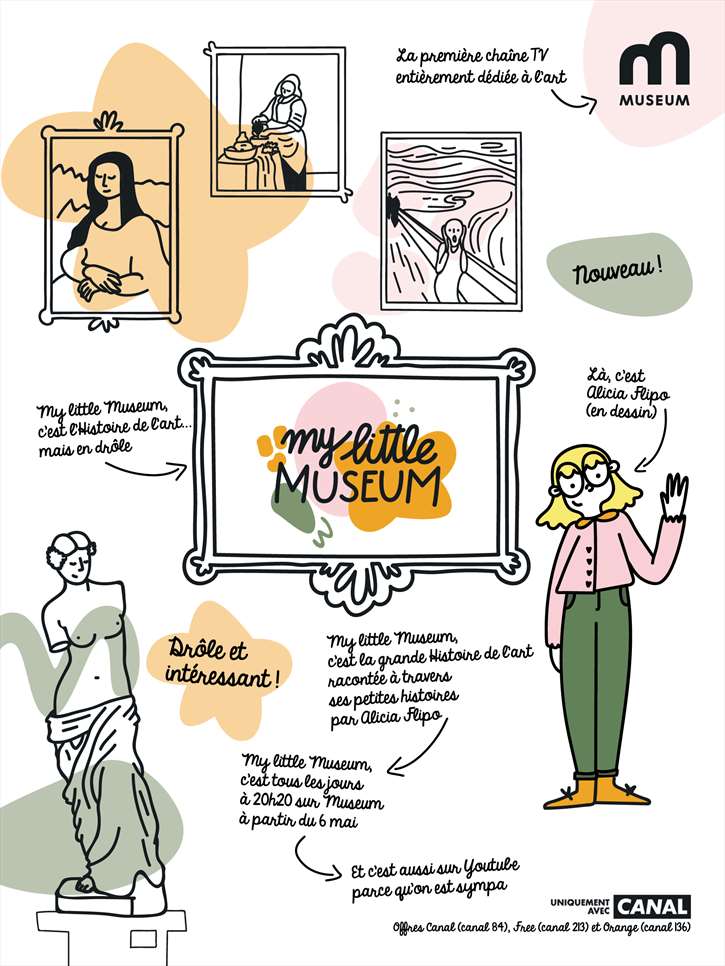 La première chaîne TV
entièrement dédiée à l'art
m
MUSEUM
Nouveau !
Là, c'est
Alicia Flipo
(en dessin)
My little Museum,
c'est l'Histoire de l'art...
mais en drôle
my little
MUSEUM
Drôle et
intéressant !
My little Museum,
c'est la grande Histoire de l'art
racontée à travers
ses petites histoires
par Alicia Flipo
My little Museum,
c'est tous les jours
à 20h20 sur Museum
à partir du 6 mai
Et c'est aussi sur Youtube
parce qu'on est sympa
UNIQUEMENT
AVEC
CANAL
Offres Canal (canal 84), Free (canal 213) et Orange (canal 136)